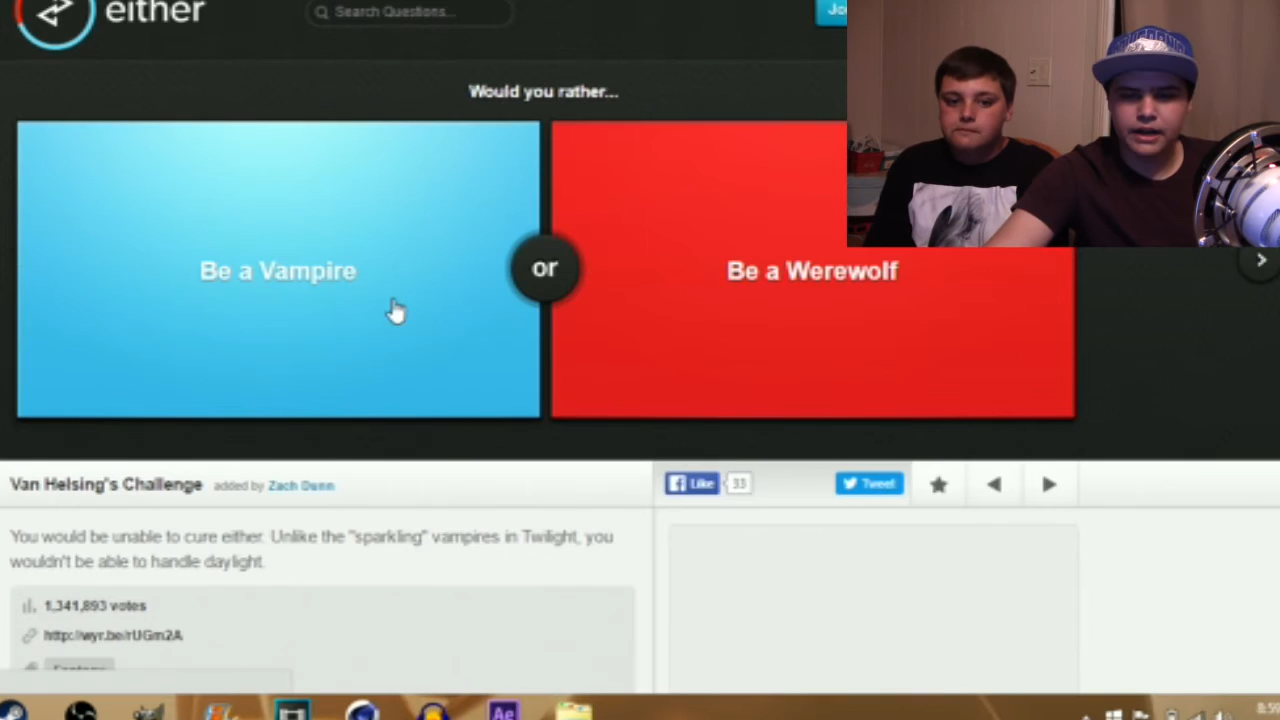 either
Search Questions...
Would you rather...
Be a Vampire
or
Be a Werewolf
Van Helsing's Challenge added by Zach Dunn
Like 33
Tweet
You would be unable to cure either. Unlike the "sparkling" vampires in Twilight, you
wouldn't be able to handle daylight.
1,341,893 votes
http://wyr.be/rUGm2A
Ae